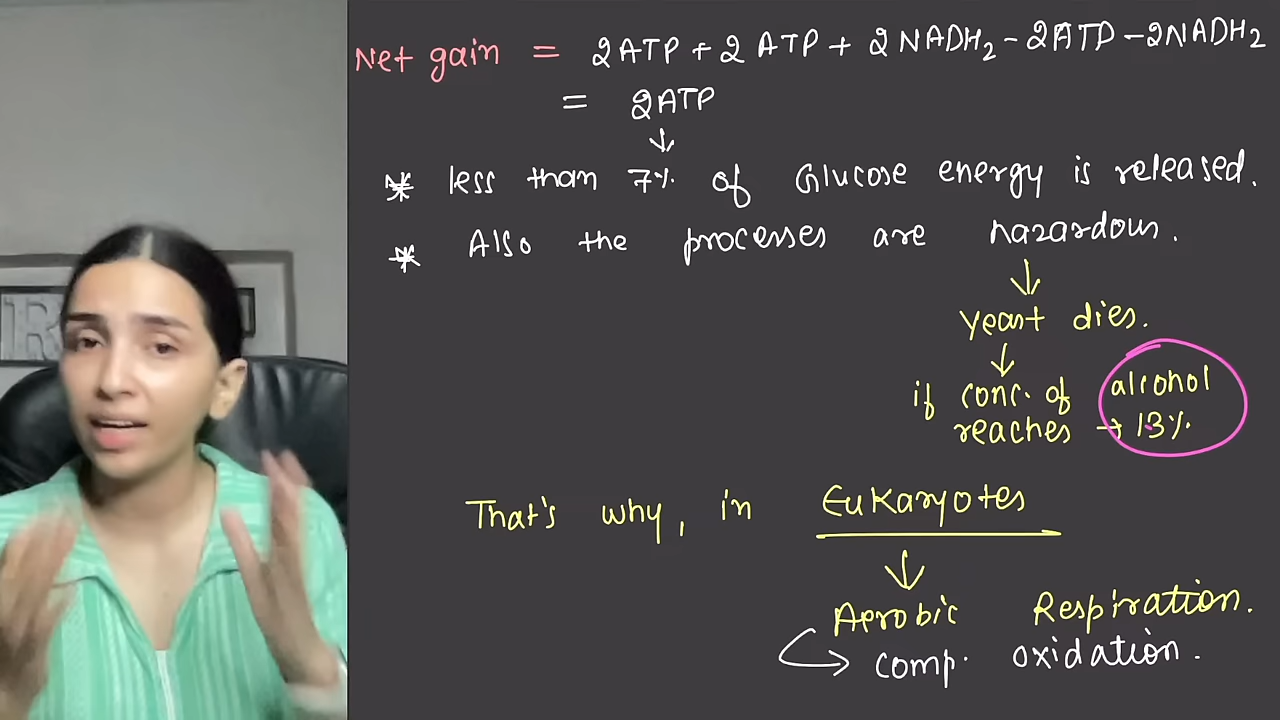 R
Net gain = 2ATP + 2 ATP + 2 NADH₂ - 2ATP - 2NADH₂
= 2ATP
↓
* less than 7% of Glucose energy is released.
* Also the processes are hazardous.
↓
Yeast dies.
↓
if conc. of alcohol
reaches → 13%.
That's why, in Eukaryotes
↓
Aerobic Respiration.
→ comp. oxidation.